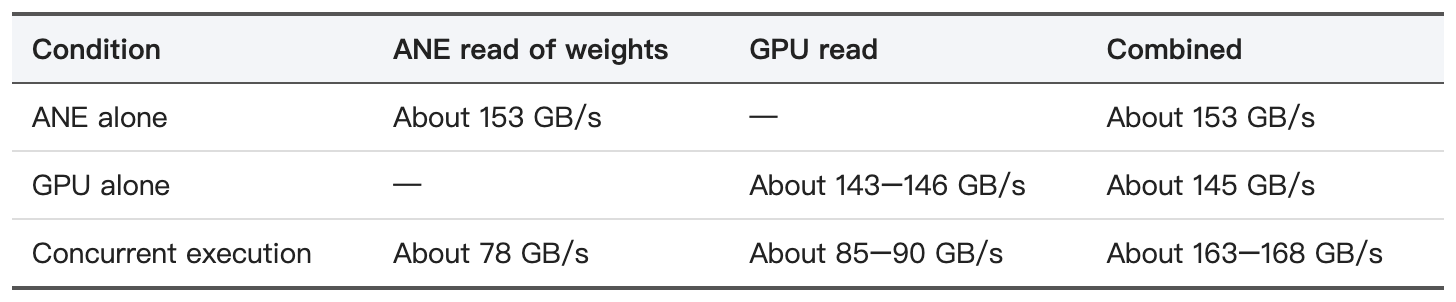 Condition ANE read of weights GPU read Combined
ANE alone About 153 GB/s — About 153 GB/s
GPU alone — About 143—146 GB/s About 145 GB/s
Concurrent execution About 78 GB/s About 85—90 GB/s About 163—168 GB/s